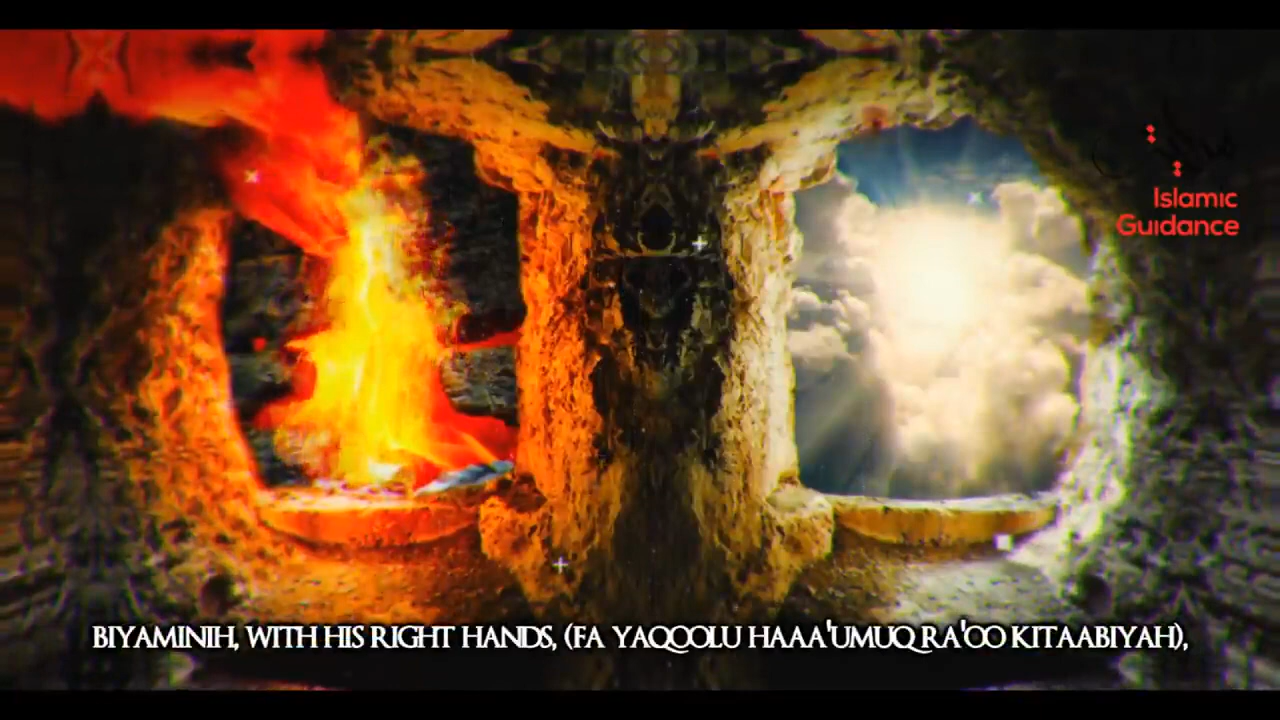 Islamic
Guidance
BIYAMINIH, WITH HIS RIGHT HANDS, (FA YAQOOLU HAAA'UMUQ RA'OO KITAABIYAH),